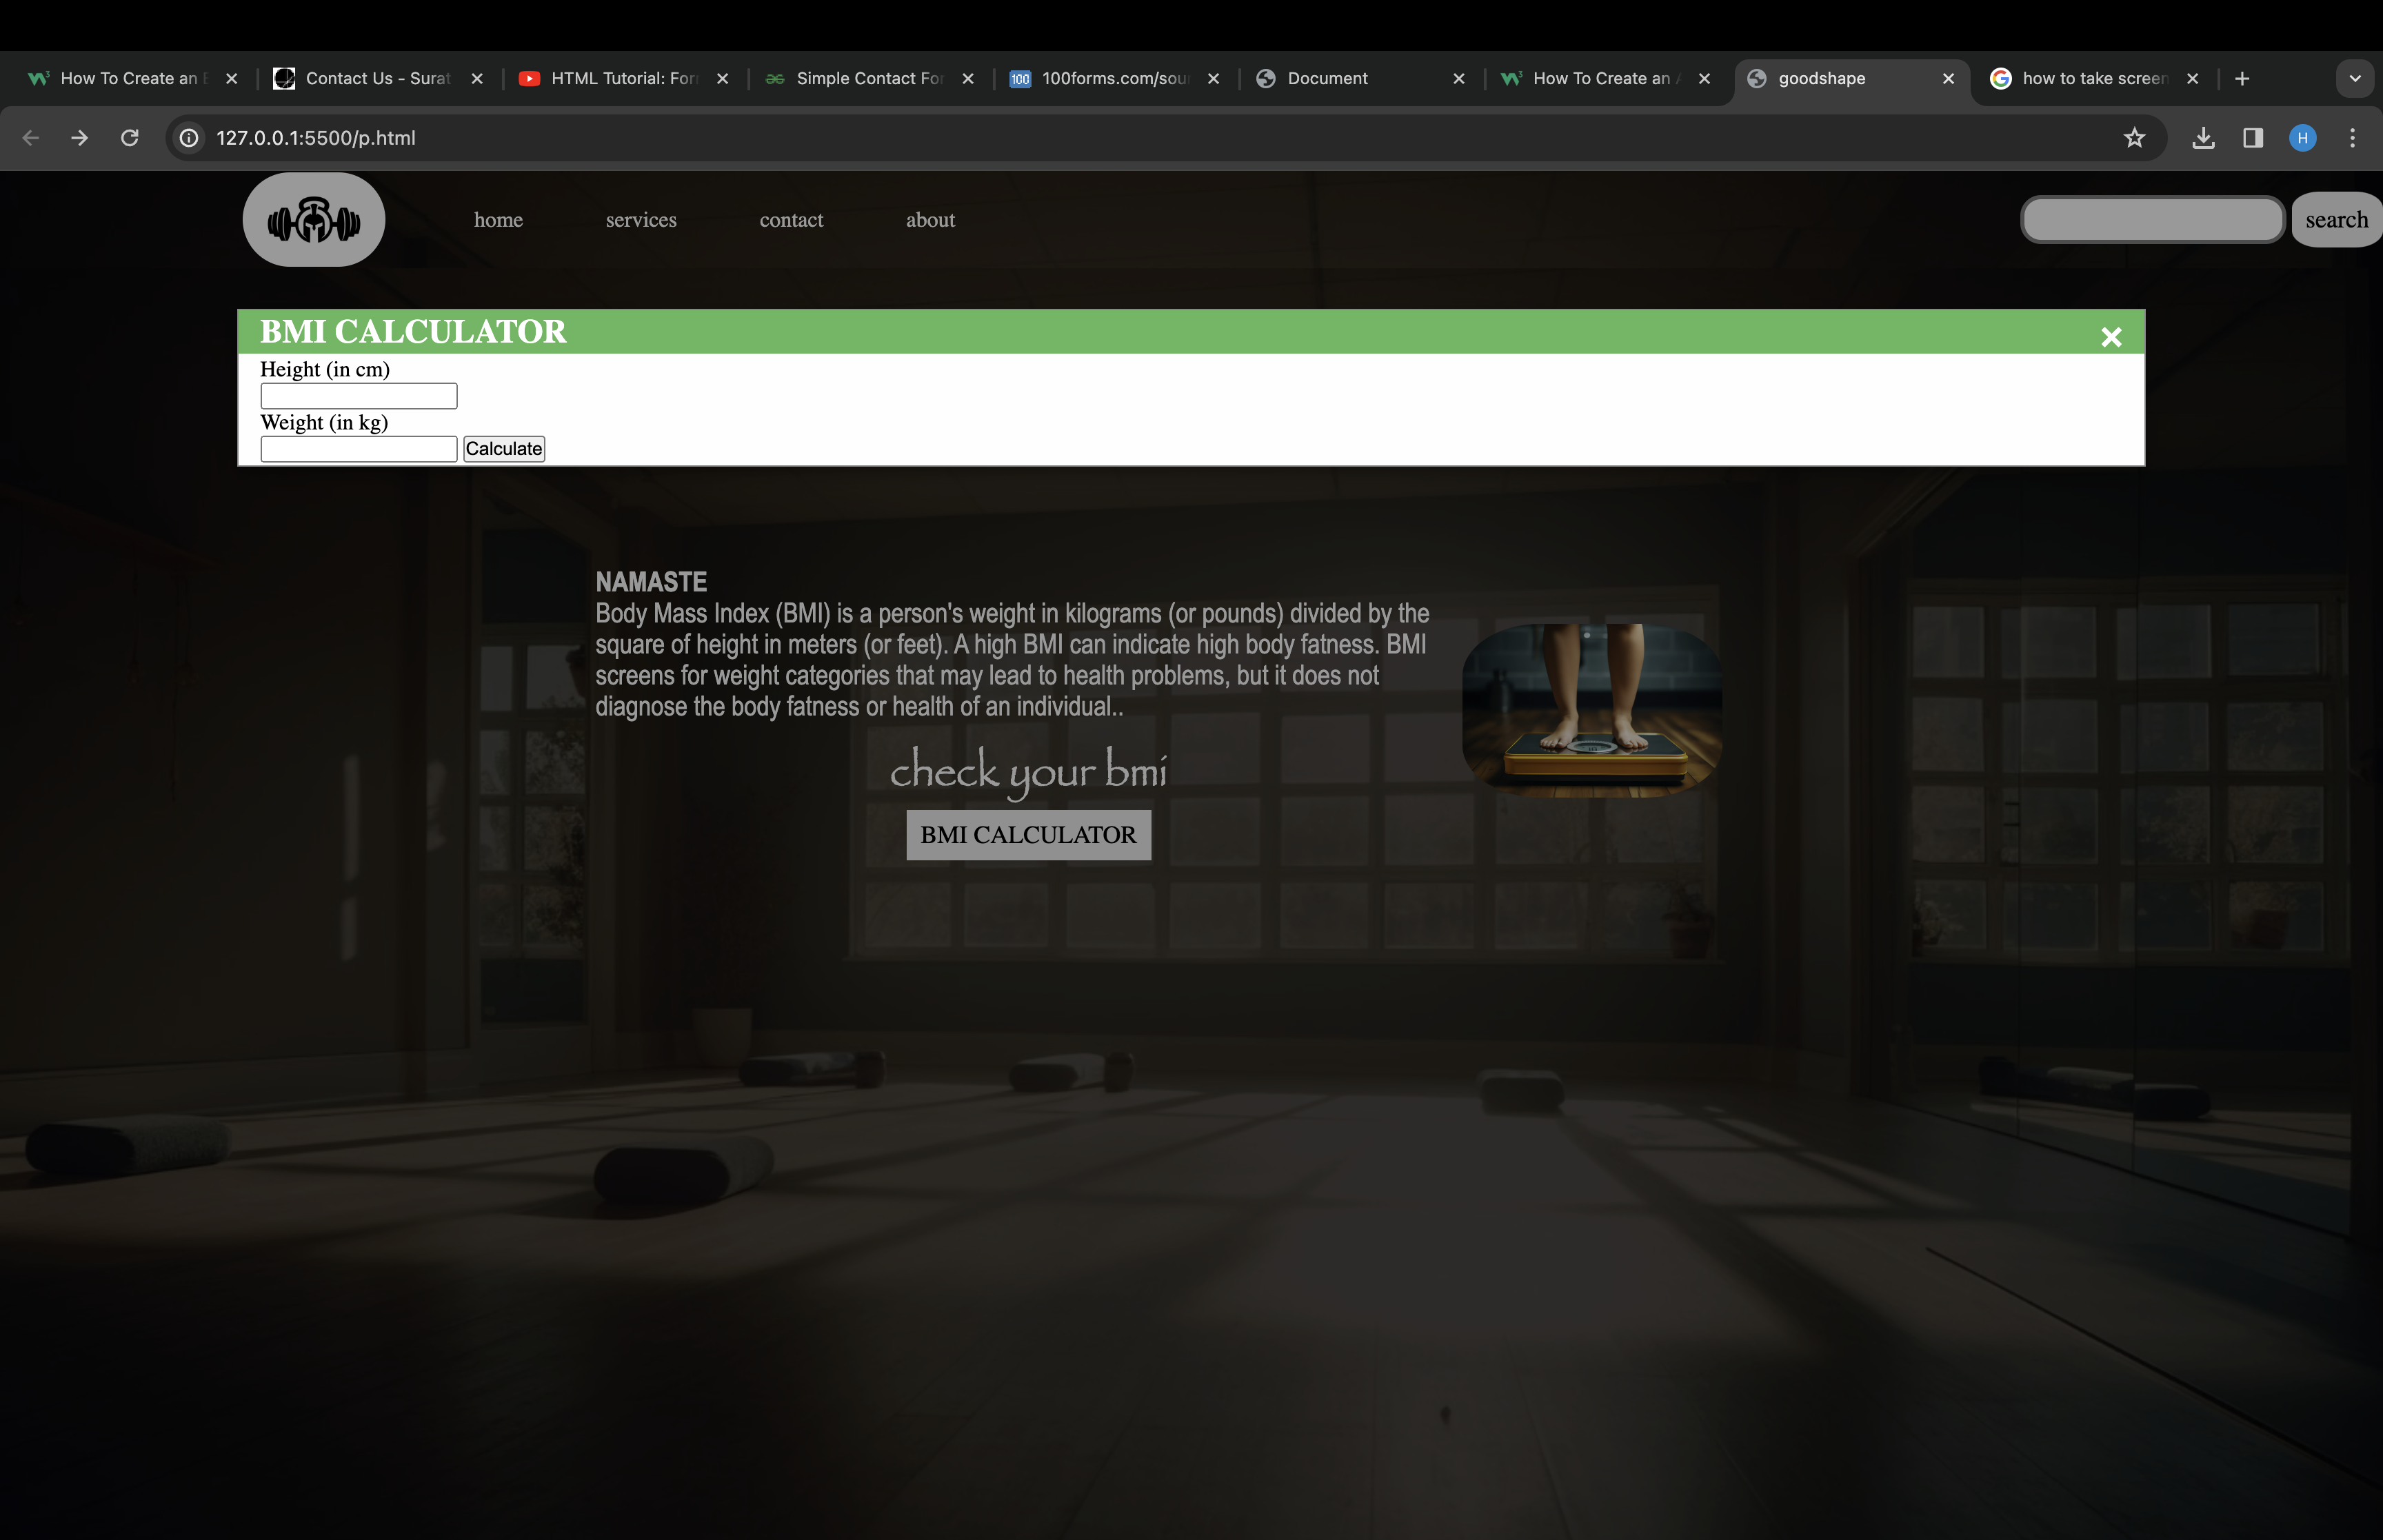 How To Create an
Contact Us - Surat
HTML Tutorial: For
Simple Contact For
100
100forms.com/sou
Document
How To Create an
goodshape
how to take screen
127.0.0.1:5500/p.html
H
home
services
contact
about
search
BMI CALCULATOR
Height (in cm)
Weight (in kg)
Calculate
NAMASTE
Body Mass Index (BMI) is a person's weight in kilograms (or pounds) divided by the
square of height in meters (or feet). A high BMI can indicate high body fatness. BMI
screens for weight categories that may lead to health problems, but it does not
diagnose the body fatness or health of an individual..
check your bmi
BMI CALCULATOR